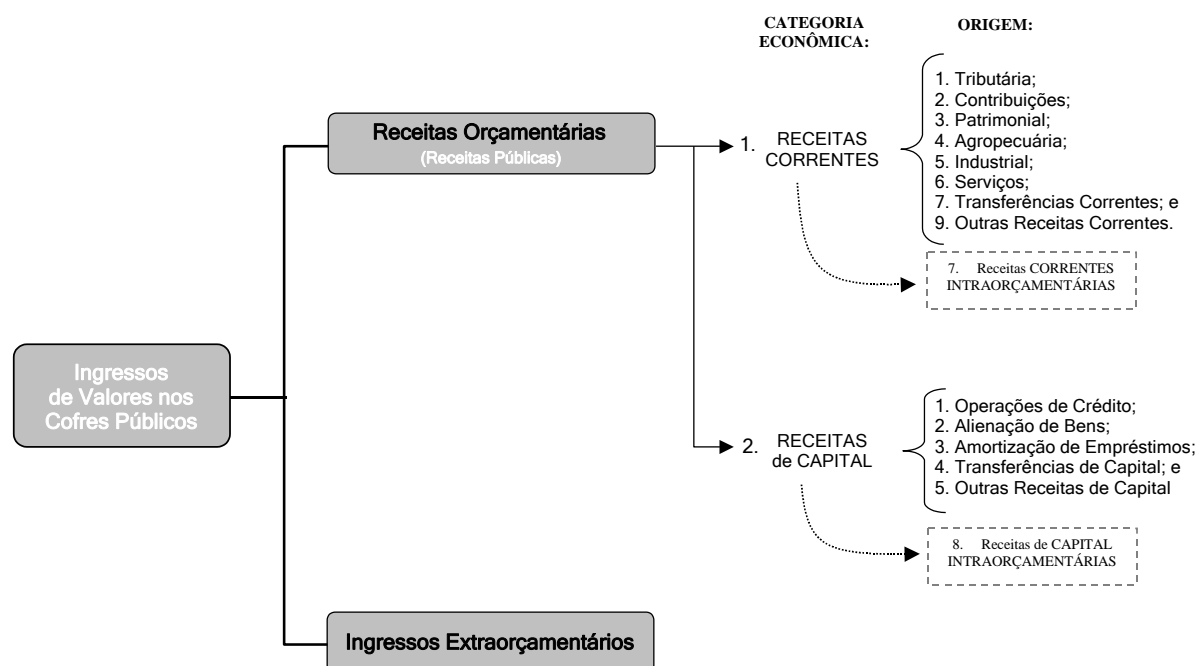 CATEGORIA
ECONÔMICA:
ORIGEM:
Receitas Orçamentárias
(Receitas Públicas)
1. RECEITAS
CORRENTES
1. Tributária;
2. Contribuições;
3. Patrimonial;
4. Agropecuária;
5. Industrial;
6. Serviços;
7. Transferências Correntes; e
9. Outras Receitas Correntes.
7. Receitas CORRENTES
INTRAORÇAMENTÁRIAS
Ingressos
de Valores nos
Cofres Públicos
2. RECEITAS
de CAPITAL
1. Operações de Crédito;
2. Alienação de Bens;
3. Amortização de Empréstimos;
4. Transferências de Capital; e
5. Outras Receitas de Capital
8. Receitas de CAPITAL
INTRAORÇAMENTÁRIAS
Ingressos Extraorçamentários